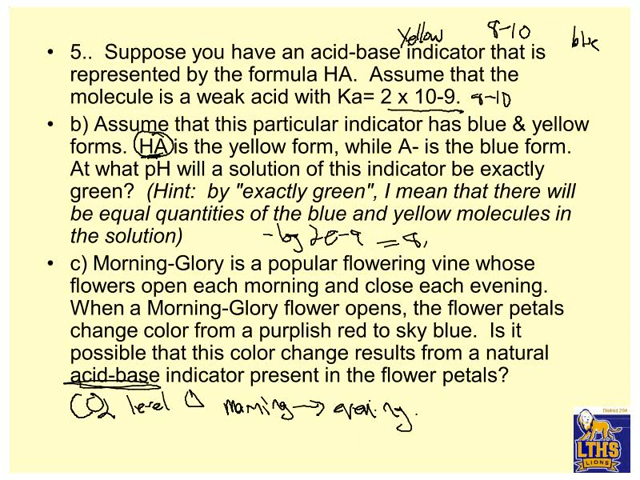 yellow 8-10 blue
• 5.. Suppose you have an acid-base indicator that is
represented by the formula HA. Assume that the
molecule is a weak acid with Ka= 2 x 10-9. 8-10
• b) Assume that this particular indicator has blue & yellow
forms. HA is the yellow form, while A- is the blue form.
At what pH will a solution of this indicator be exactly
green? (Hint: by "exactly green", I mean that there will
be equal quantities of the blue and yellow molecules in
the solution) -log 2e-9 = 8.
• c) Morning-Glory is a popular flowering vine whose
flowers open each morning and close each evening.
When a Morning-Glory flower opens, the flower petals
change color from a purplish red to sky blue. Is it
possible that this color change results from a natural
acid-base indicator present in the flower petals?
CO2 level Δ morning → evening.
District 204
LTHS
LIONS